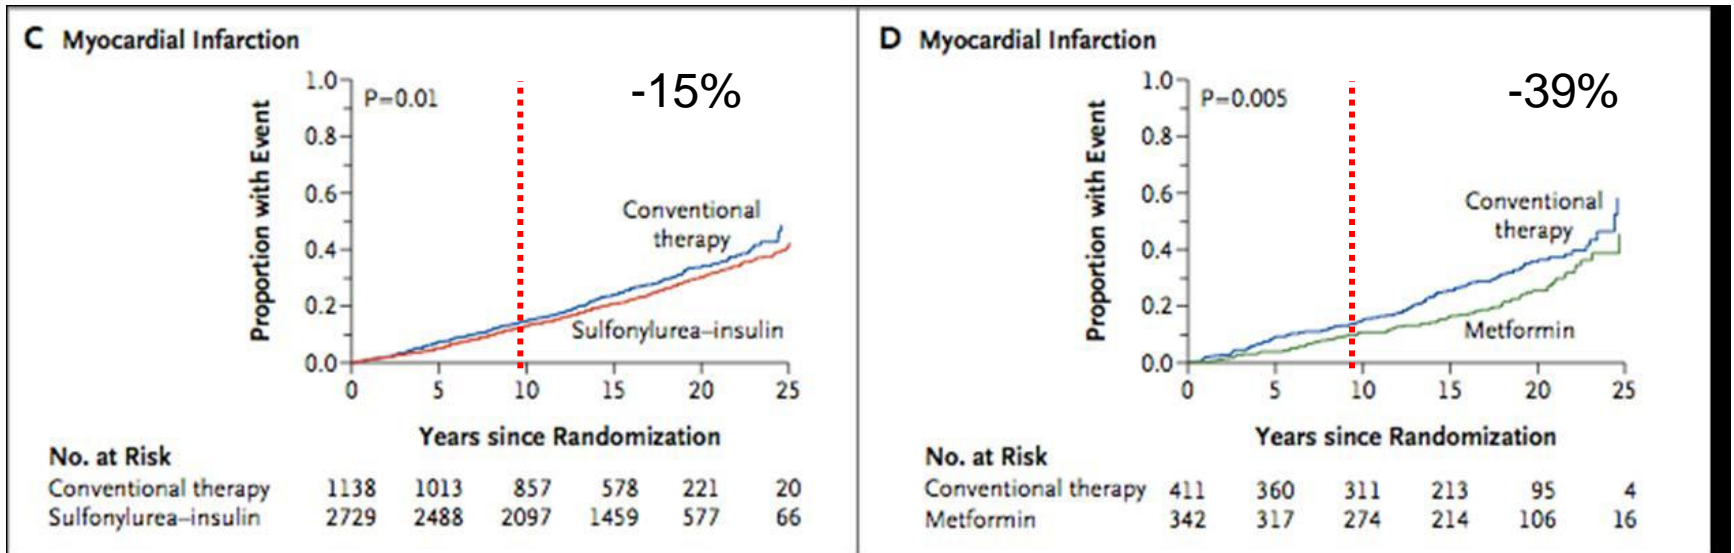 C Myocardial Infarction
P=0.01
-15%
1.0
0.8
0.6
0.4
0.2
0.0
Proportion with Event
Conventional
therapy
Sulfonylurea–insulin
0 5 10 15 20 25
Years since Randomization
No. at Risk
Conventional therapy 1138 1013 857 578 221 20
Sulfonylurea–insulin 2729 2488 2097 1459 577 66
D Myocardial Infarction
P=0.005
-39%
1.0
0.8
0.6
0.4
0.2
0.0
Proportion with Event
Conventional
therapy
Metformin
0 5 10 15 20 25
Years since Randomization
No. at Risk
Conventional therapy 411 360 311 213 95 4
Metformin 342 317 274 214 106 16